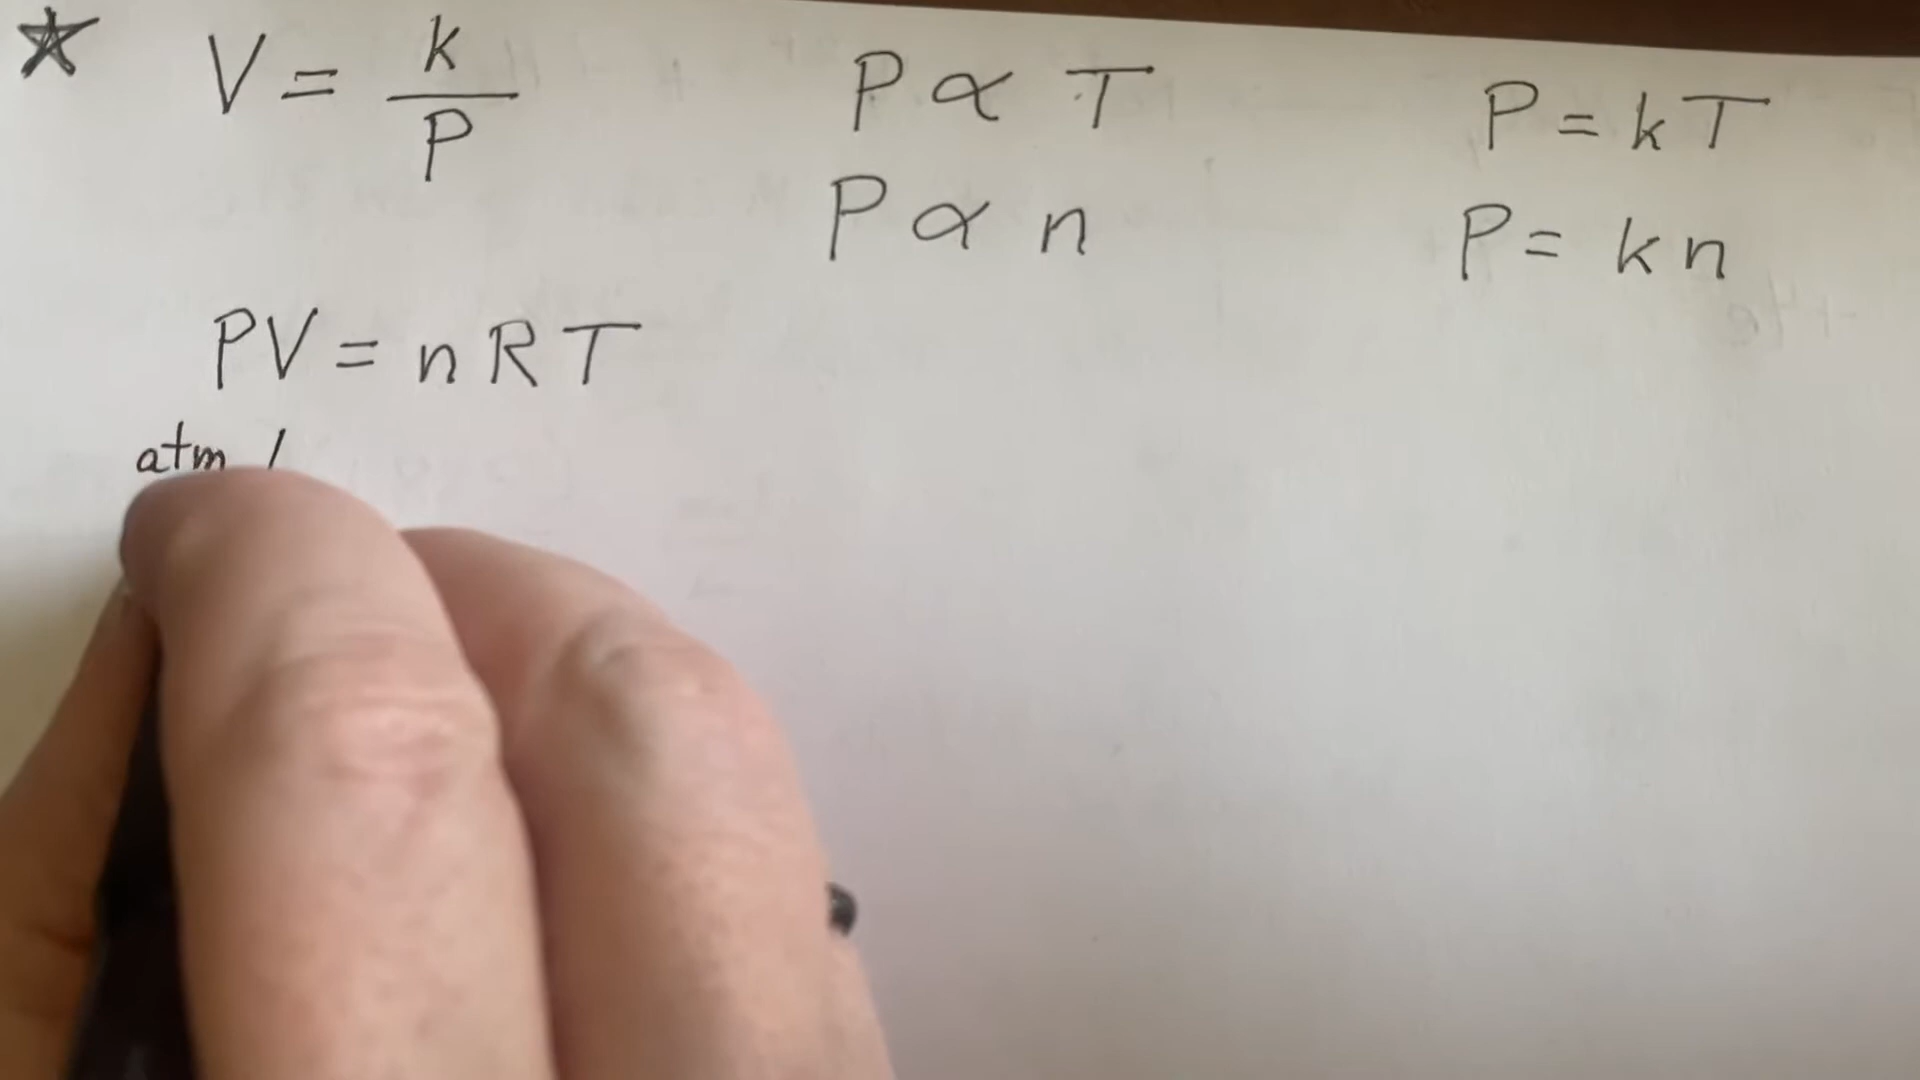 ★ V = k/P P ∝ T P = kT
P ∝ n P = kn
PV = nRT
atm